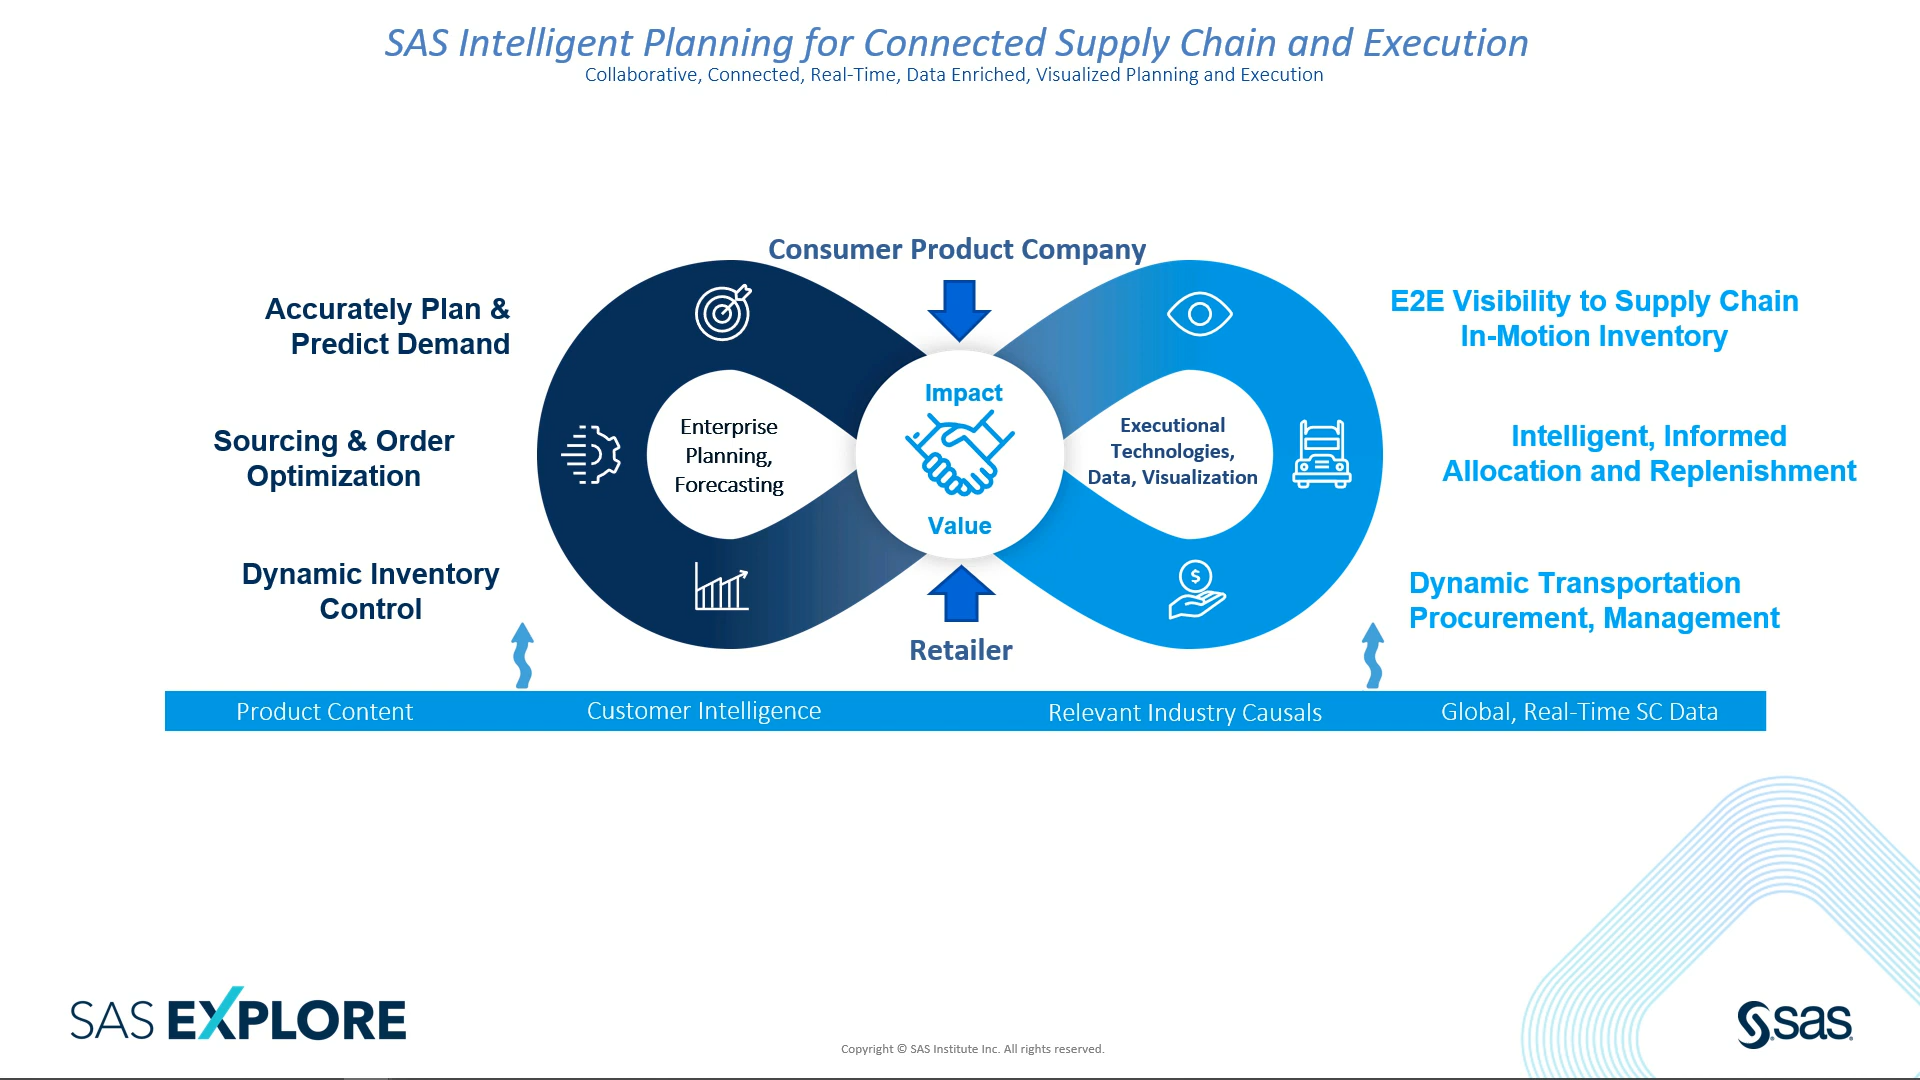 SAS Intelligent Planning for Connected Supply Chain and Execution
Collaborative, Connected, Real-Time, Data Enriched, Visualized Planning and Execution
Consumer Product Company
Accurately Plan &
Predict Demand
Sourcing & Order
Optimization
Dynamic Inventory
Control
Enterprise
Planning,
Forecasting
Impact
Value
Executional
Technologies,
Data, Visualization
$
E2E Visibility to Supply Chain
In-Motion Inventory
Intelligent, Informed
Allocation and Replenishment
Dynamic Transportation
Procurement, Management
Retailer
Product Content
Customer Intelligence
Relevant Industry Causals
Global, Real-Time SC Data
SAS EXPLORE
Copyright © SAS Institute Inc. All rights reserved.
sas